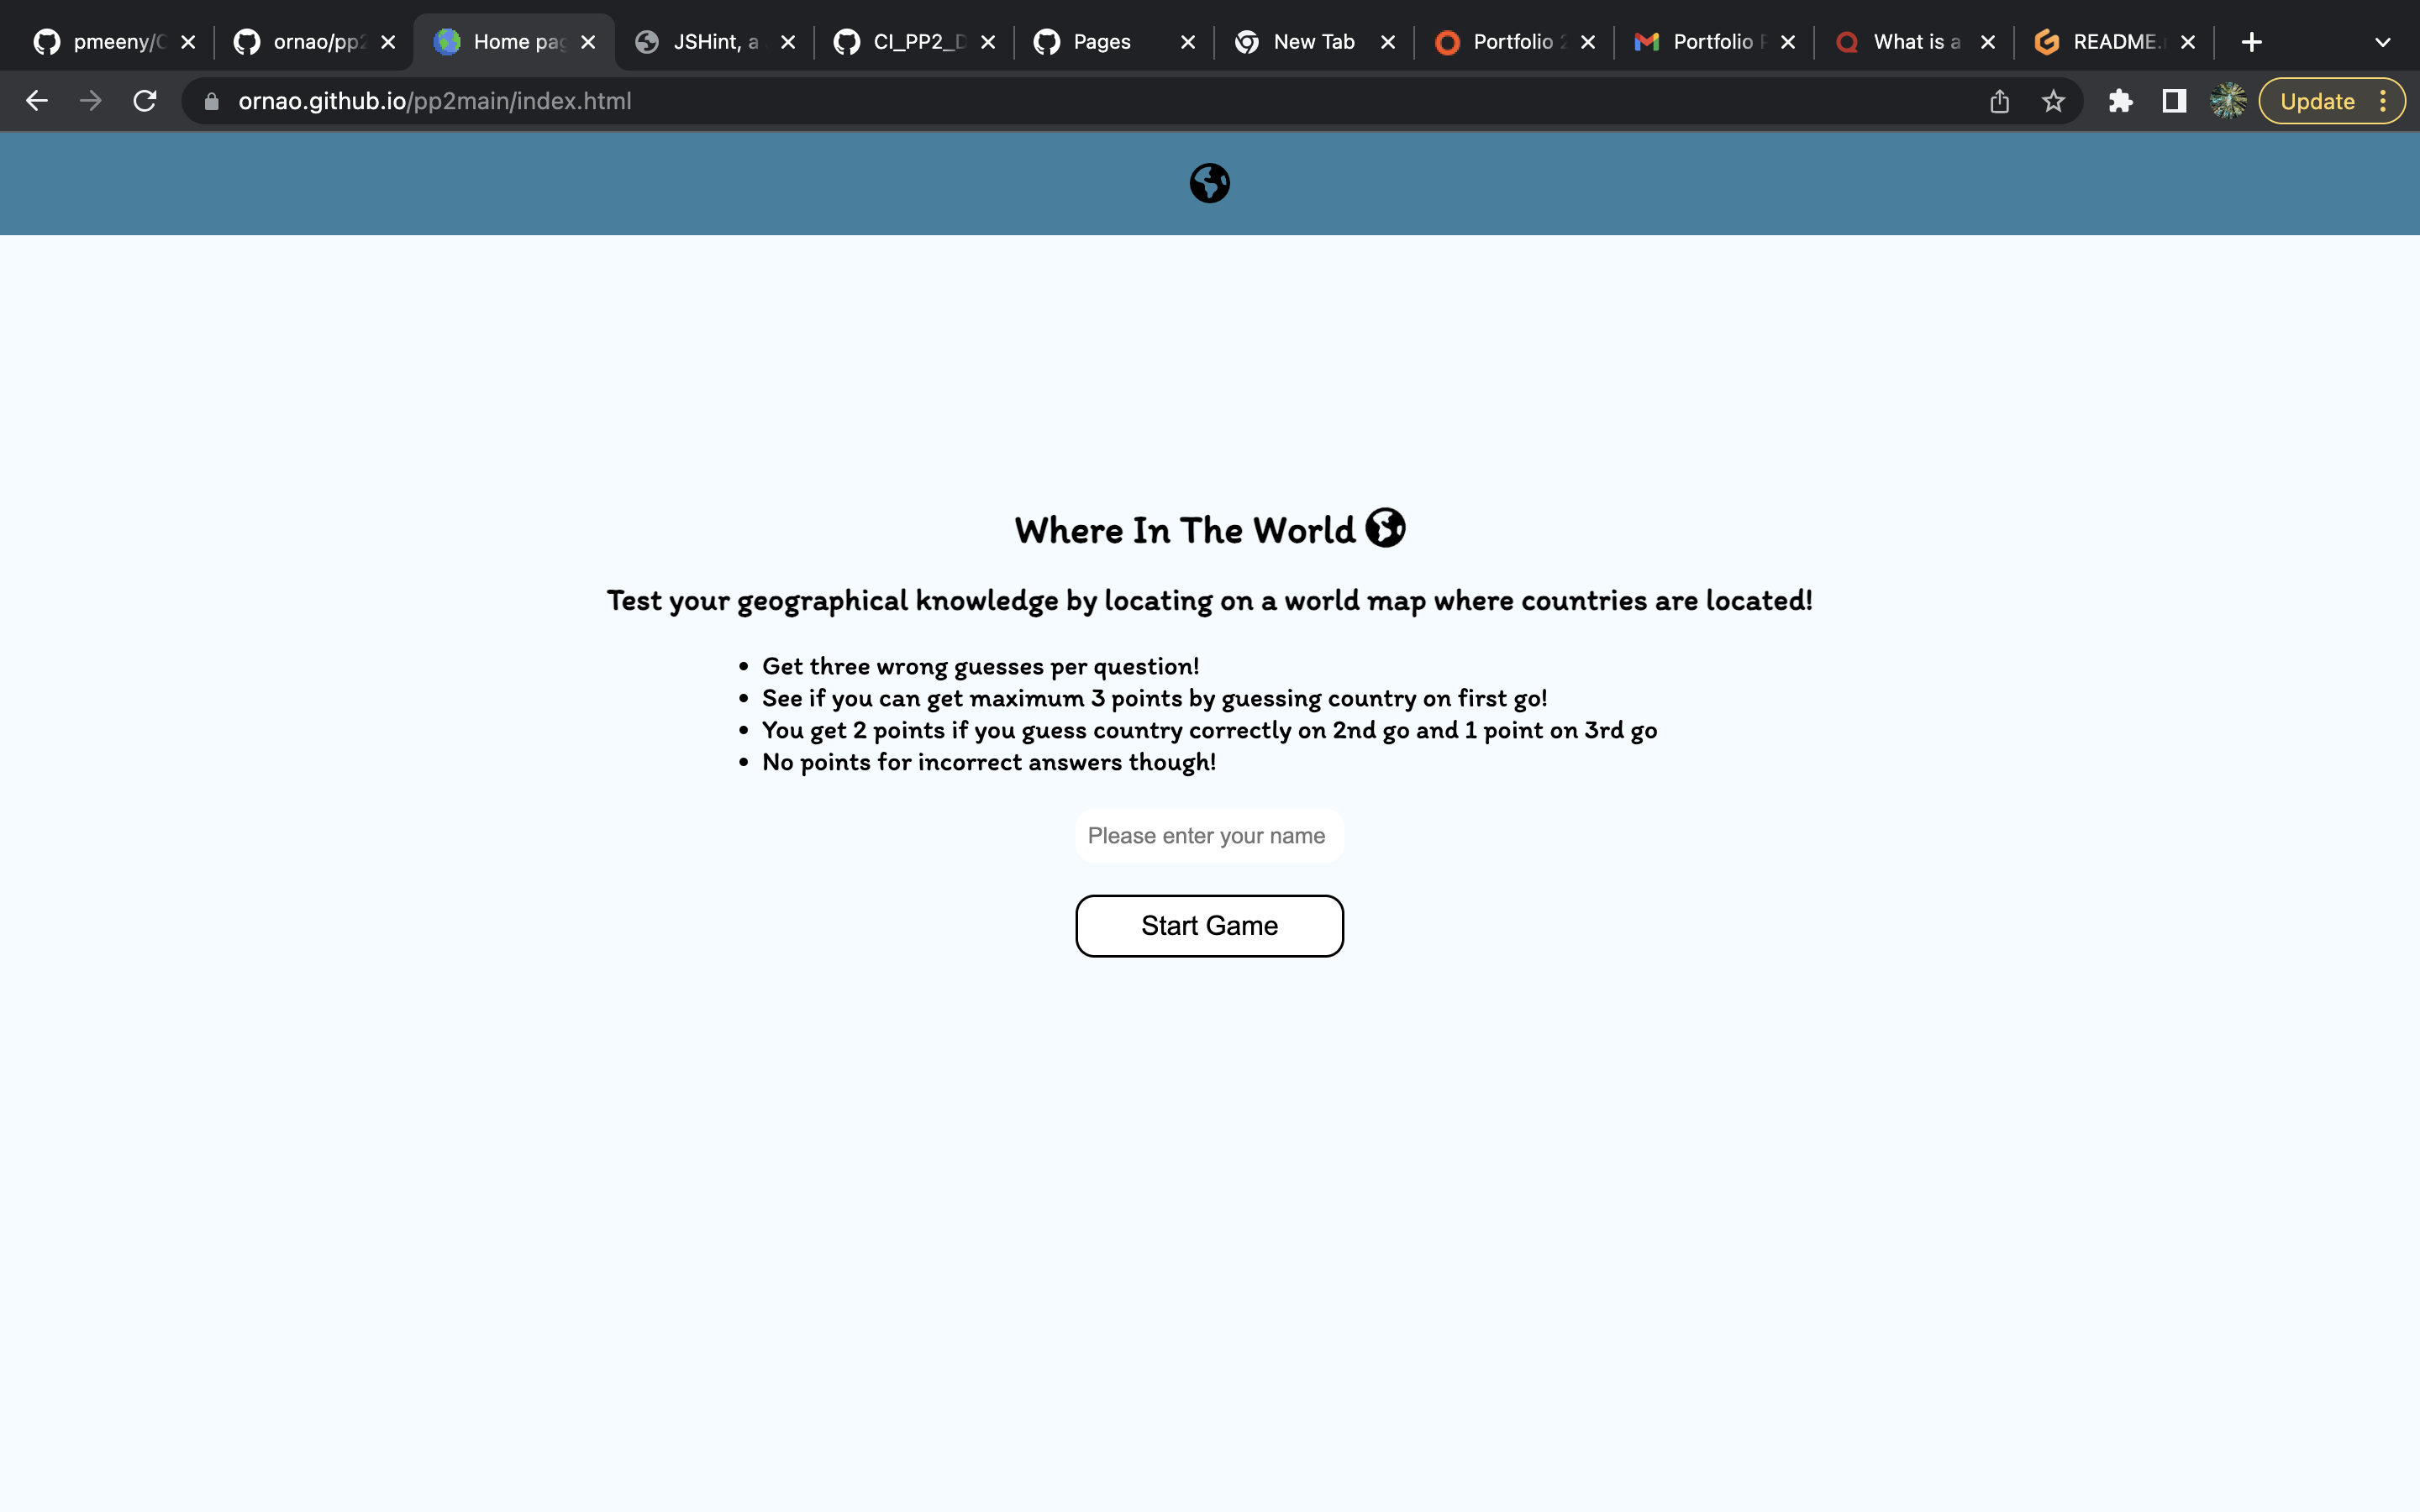 pmeeny/C
ornao/pp2
Home pag
JSHint, a
CI_PP2_D
Pages
New Tab
Portfolio 2
Portfolio P
What is a
README.
ornao.github.io/pp2main/index.html
Update
Where In The World
Test your geographical knowledge by locating on a world map where countries are located!
• Get three wrong guesses per question!
• See if you can get maximum 3 points by guessing country on first go!
• You get 2 points if you guess country correctly on 2nd go and 1 point on 3rd go
• No points for incorrect answers though!
Please enter your name
Start Game